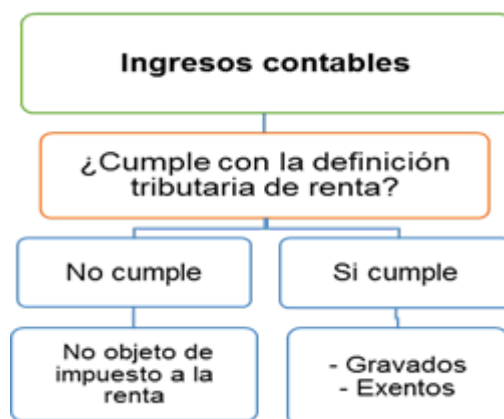 Ingresos contables
¿Cumple con la definición
tributaria de renta?
No cumple
Si cumple
No objeto de
impuesto a la
renta
- Gravados
- Exentos